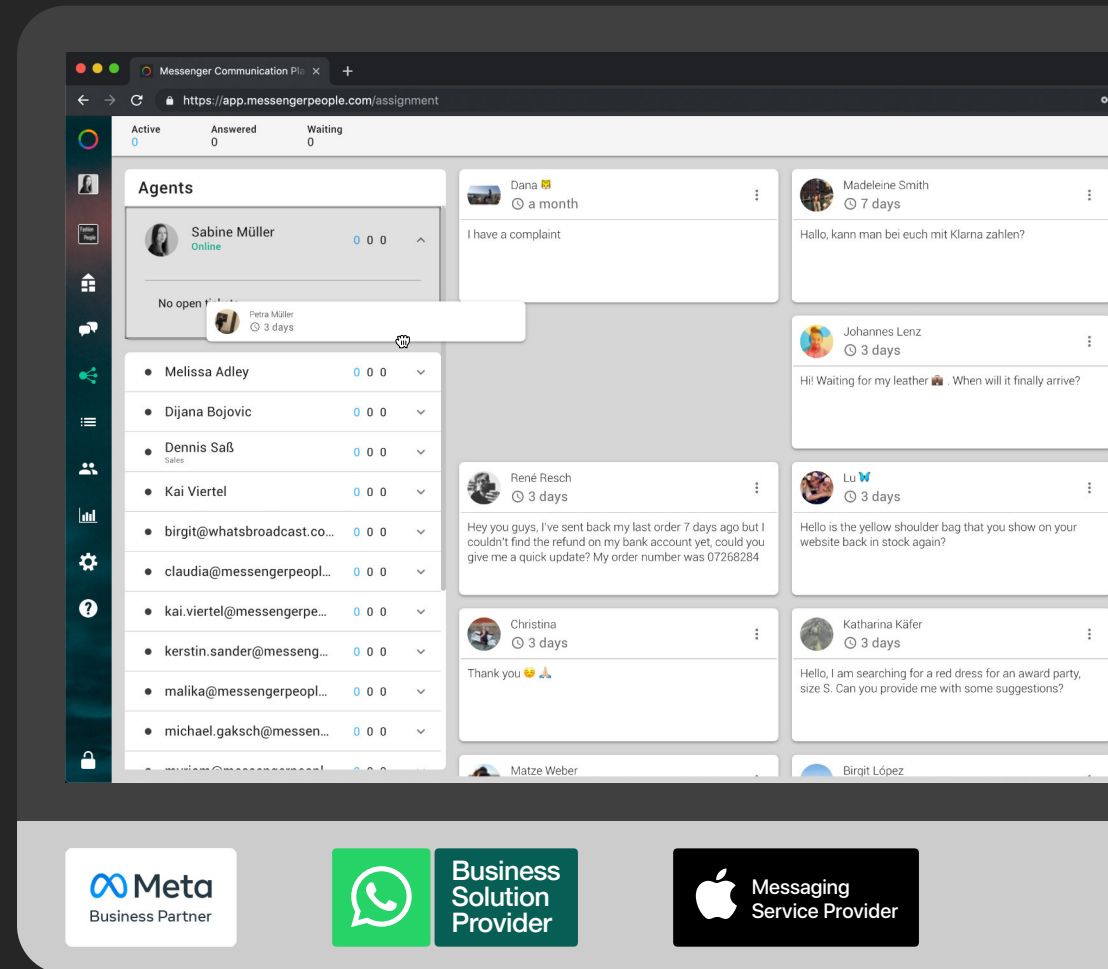 Messenger Communication Pla
https://app.messengerpeople.com/assignment
Active Answered Waiting
0 0 0
Fashion
People
Agents
Sabine Müller
Online
0 0 0
No open
Petra Müller
3 days
Melissa Adley 0 0 0
Dijana Bojovic 0 0 0
Dennis Saß 0 0 0
Sales
Kai Viertel 0 0 0
birgit@whatsbroadcast.co... 0 0 0
claudia@messengerpeopl... 0 0 0
kai.viertel@messengerpe... 0 0 0
kerstin.sander@messeng... 0 0 0
malika@messengerpeopl... 0 0 0
michael.gaksch@messen... 0 0 0
Dana 🐯
a month
I have a complaint
Madeleine Smith
7 days
Hallo, kann man bei euch mit Klarna zahlen?
Johannes Lenz
3 days
Hi! Waiting for my leather 💼 . When will it finally arrive?
René Resch
3 days
Hey you guys, I've sent back my last order 7 days ago but I
couldn't find the refund on my bank account yet, could you
give me a quick update? My order number was 07268284
Lu 🦋
3 days
Hello is the yellow shoulder bag that you show on your
website back in stock again?
Christina
3 days
Thank you ☺️ 🙏🏻
Katharina Käfer
3 days
Hello, I am searching for a red dress for an award party,
size S. Can you provide me with some suggestions?
Matze Weber
Birgit López
Meta
Business Partner
Business
Solution
Provider
Messaging
Service Provider